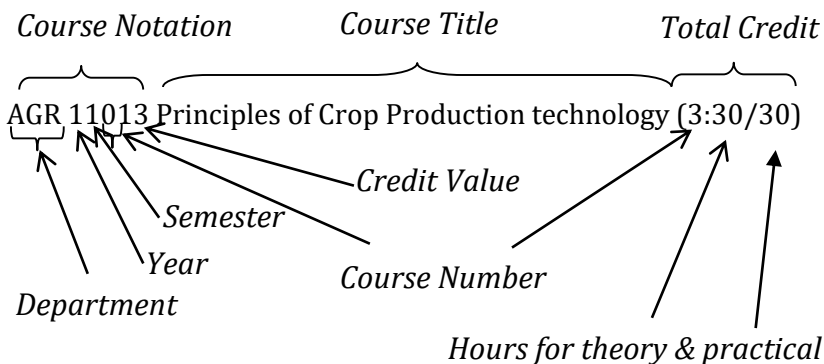 Course Notation Course Title Total Credit
AGR 11013 Principles of Crop Production technology (3:30/30)
Credit Value
Semester
Year
Course Number
Department
Hours for theory & practical